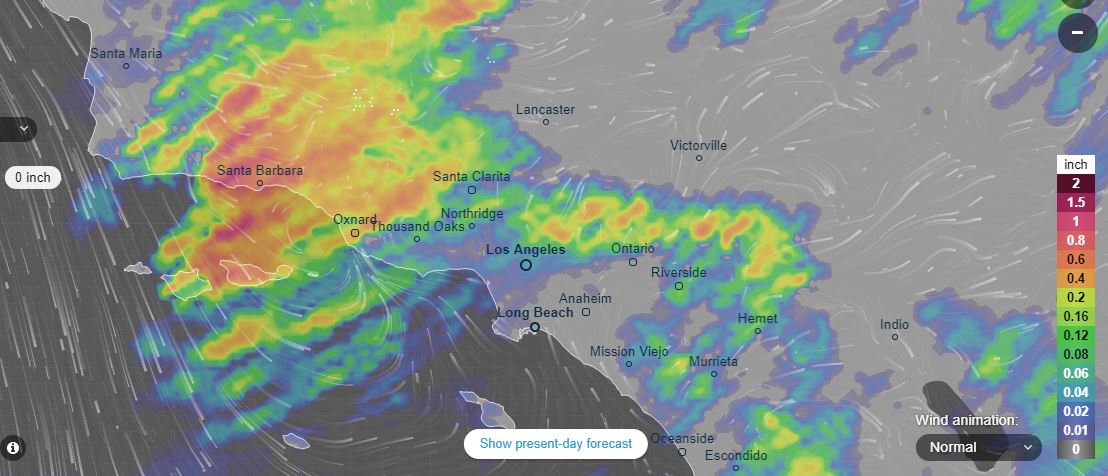 Santa Maria
Lancaster
Victorville
0 inch
Santa Barbara
Santa Clarita
Northridge
Oxnard
Thousand Oaks
Los Angeles
Ontario
Riverside
Anaheim
Long Beach
Hemet
Indio
Mission Viejo
Murrieta
Oceanside
Escondido
Show present-day forecast
inch
2
1.5
1
0.8
0.6
0.4
0.2
0.16
0.12
0.08
0.06
0.04
0.02
0.01
0
Wind animation:
Normal